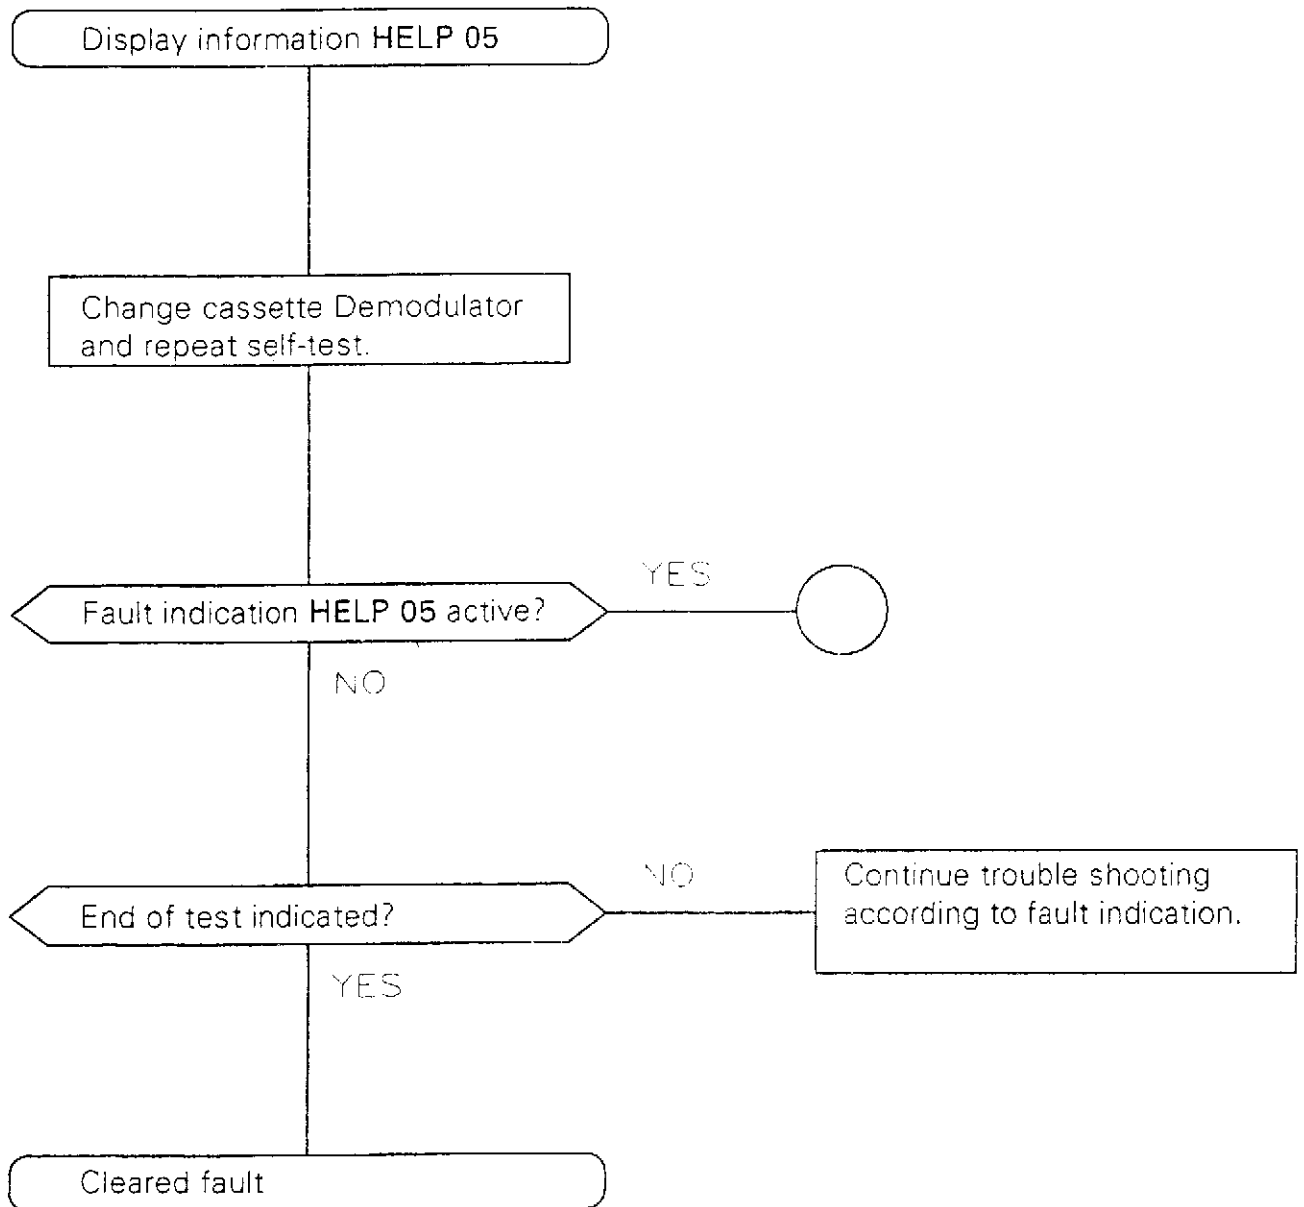 Display information HELP 05
Change cassette Demodulator
and repeat self-test.
YES
Fault indication HELP 05 active?
NO
NO
Continue trouble shooting
according to fault indication.
End of test indicated?
YES
Cleared fault